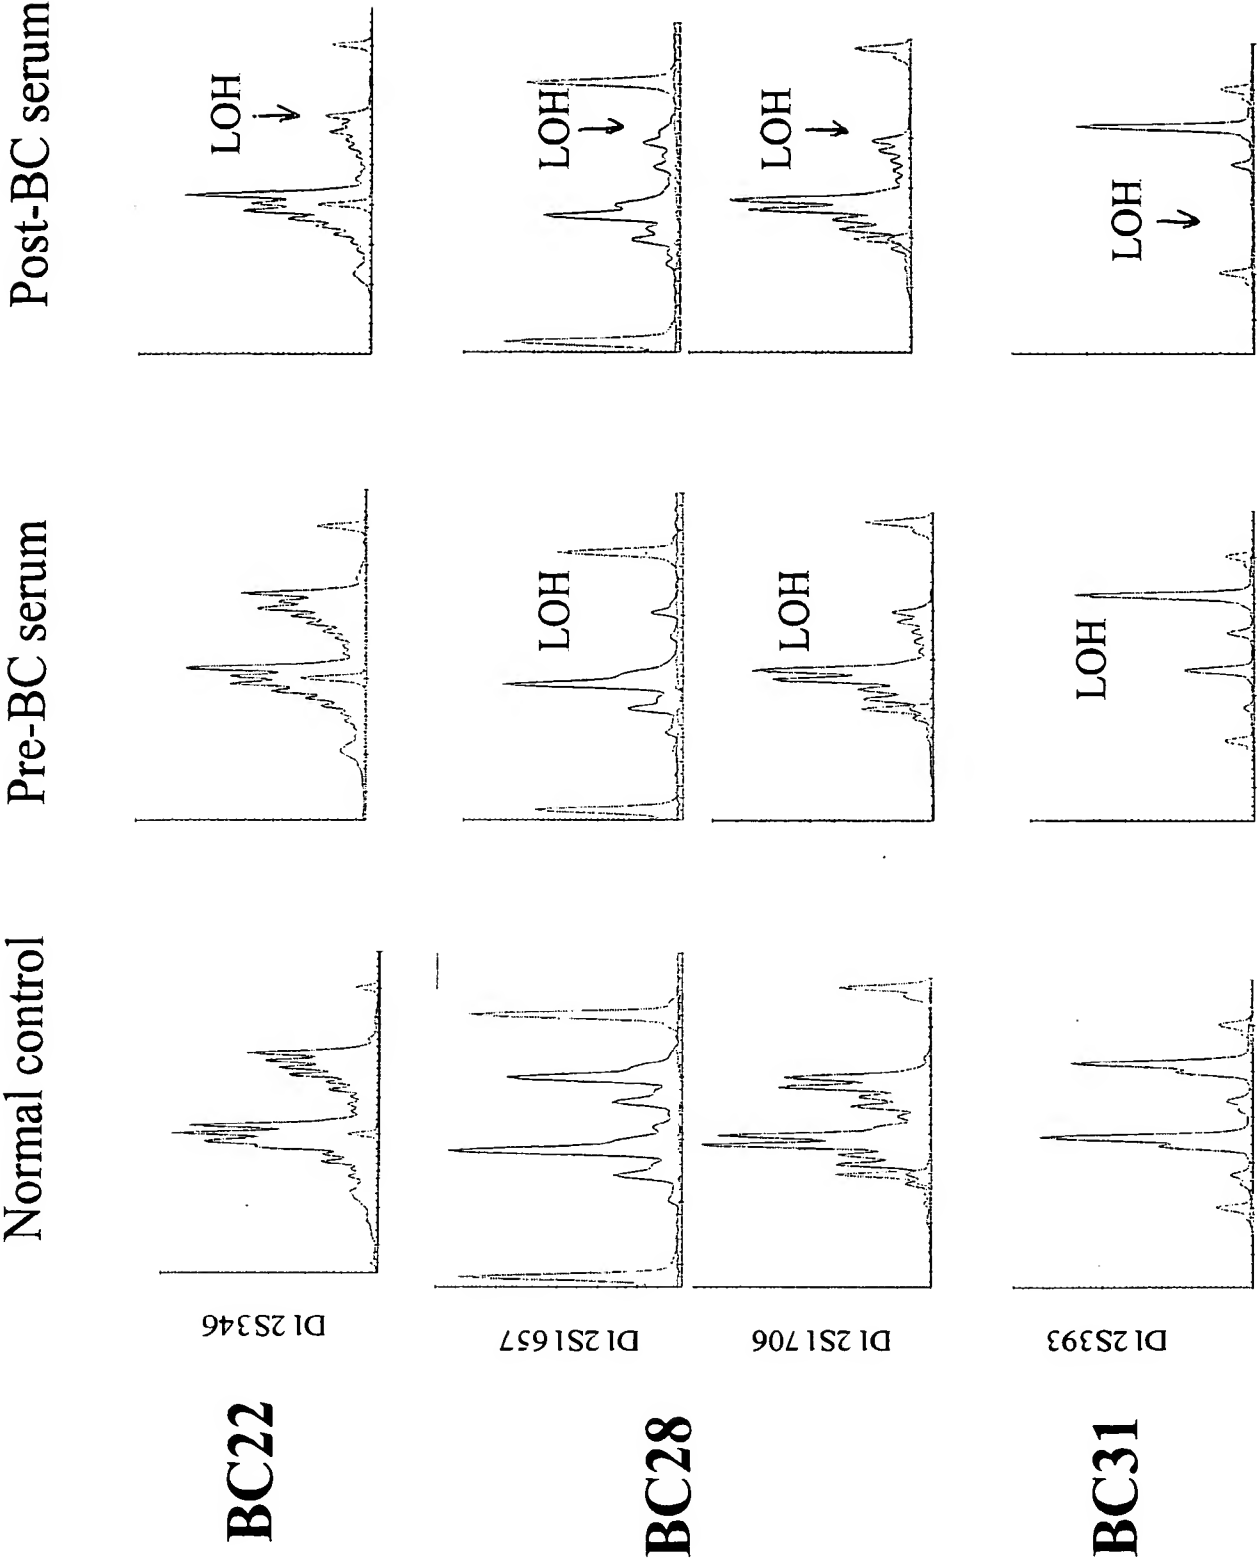 Normal control
Pre-BC serum
Post-BC serum
BC22
D12S346
LOH
BC28
D12S1657
LOH
LOH
D12S1706
LOH
LOH
BC31
D12S393
LOH
LOH